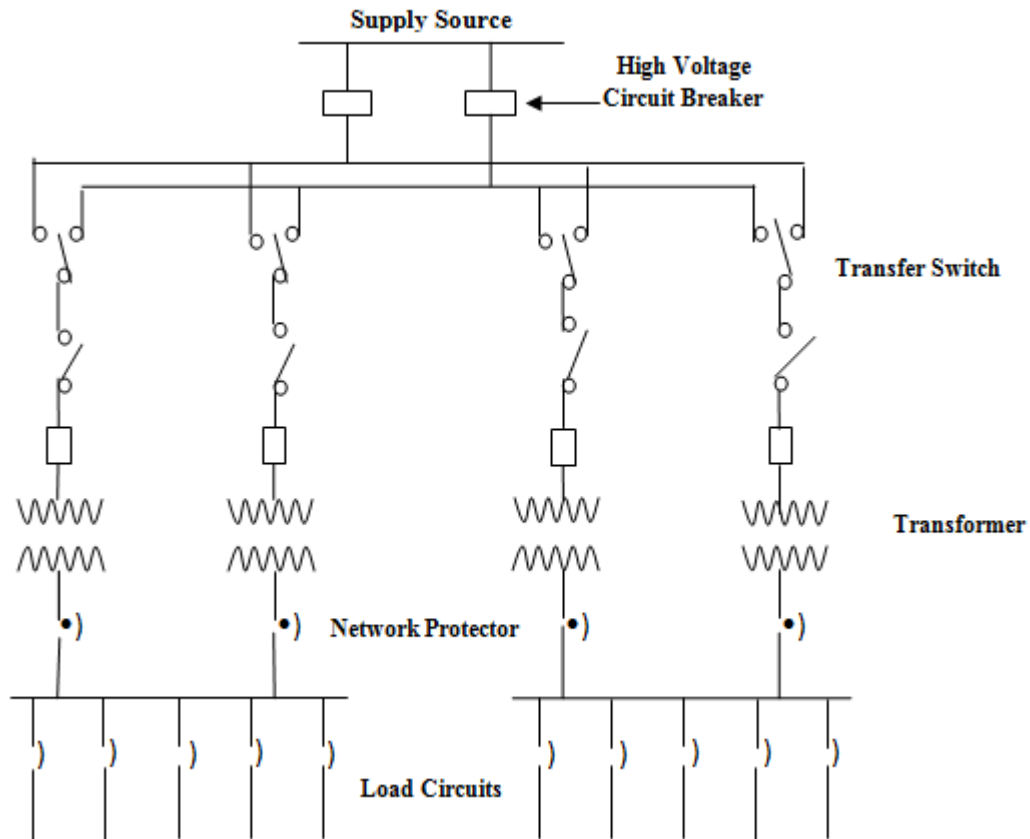 Supply Source
High Voltage
Circuit Breaker
Transfer Switch
Transformer
Network Protector
Load Circuits